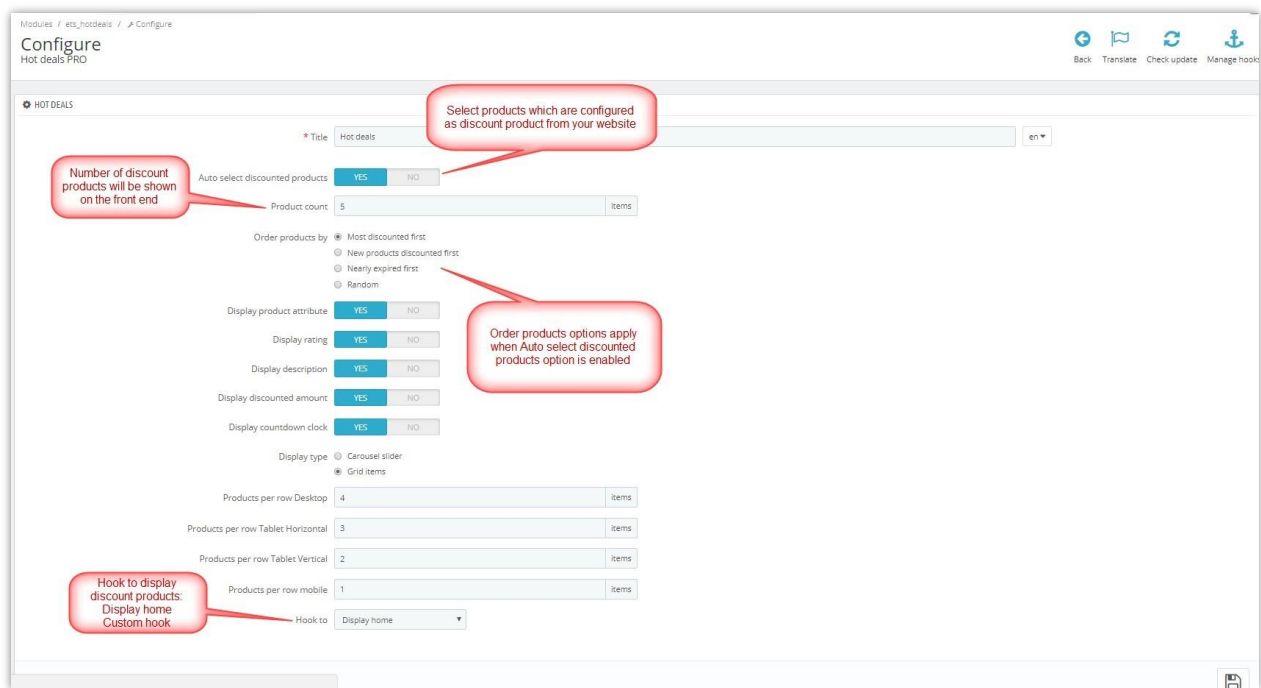 Modules / ets_hotdeals / Configure
Configure
Hot deals PRO
Back Translate Check update Manage hooks
HOT DEALS
Select products which are configured
as discount product from your website
* Title Hot deals en
Number of discount
products will be shown
on the front end
Auto select discounted products YES NO
Product count 5 items
Order products by Most discounted first
New products discounted first
Nearly expired first
Random
Display product attribute YES NO
Order products options apply
when Auto select discounted
products option is enabled
Display rating YES NO
Display description YES NO
Display discounted amount YES NO
Display countdown clock YES NO
Display type Carousel slider
Grid items
Products per row Desktop 4 items
Products per row Tablet Horizontal 3 items
Products per row Tablet Vertical 2 items
Products per row mobile 1 items
Hook to display
discount products:
Display home
Custom hook
Hook to Display home